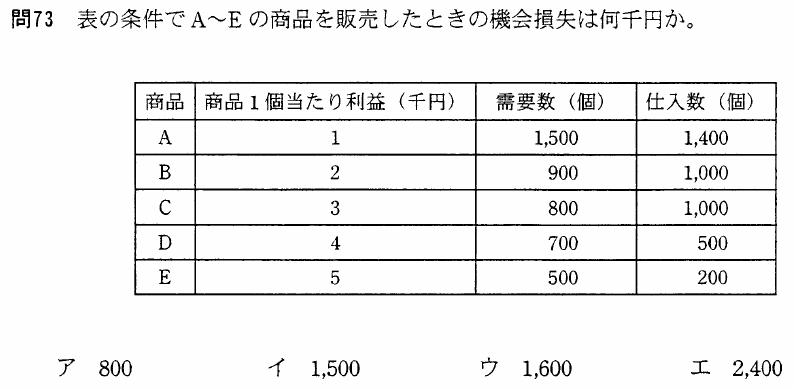 問73 表の条件でA～Eの商品を販売したときの機会損失は何千円か。
商品 商品1個当たり利益（千円） 需要数（個） 仕入数（個）
A 1 1,500 1,400
B 2 900 1,000
C 3 800 1,000
D 4 700 500
E 5 500 200
ア 800 イ 1,500 ウ 1,600 エ 2,400